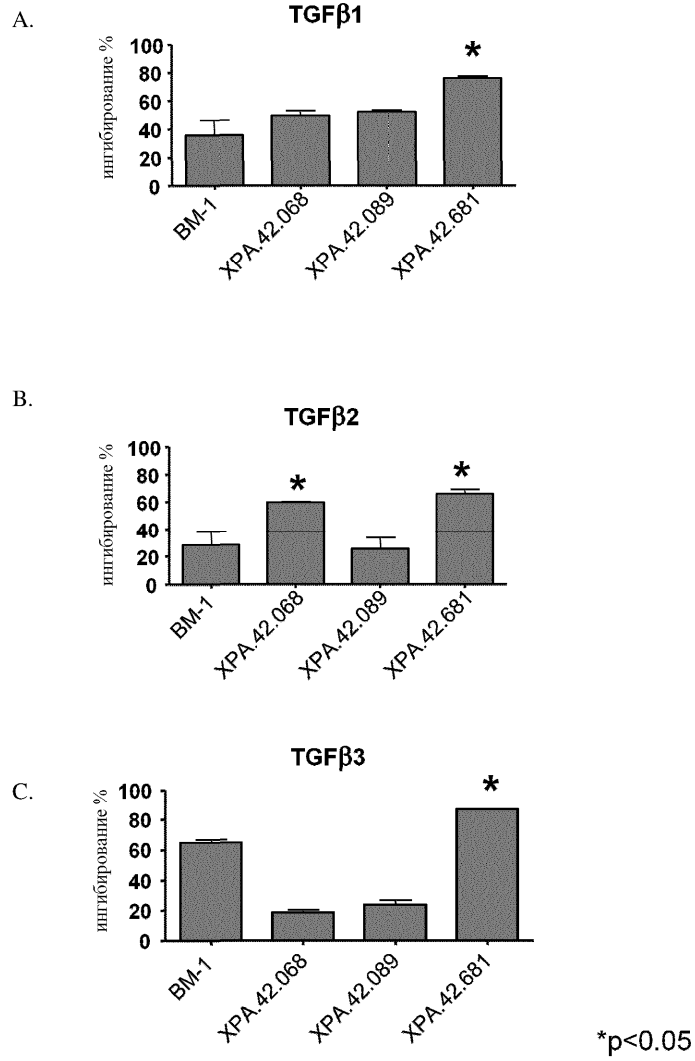 A.
TGFβ1
ингибирование %
100
80
60
40
20
0
*
BM-1
XPA.42.068
XPA.42.089
XPA.42.681
B.
TGFβ2
ингибирование %
100
80
60
40
20
0
*
*
BM-1
XPA.42.068
XPA.42.089
XPA.42.681
C.
TGFβ3
ингибирование %
100
80
60
40
20
0
*
BM-1
XPA.42.068
XPA.42.089
XPA.42.681
*p<0.05